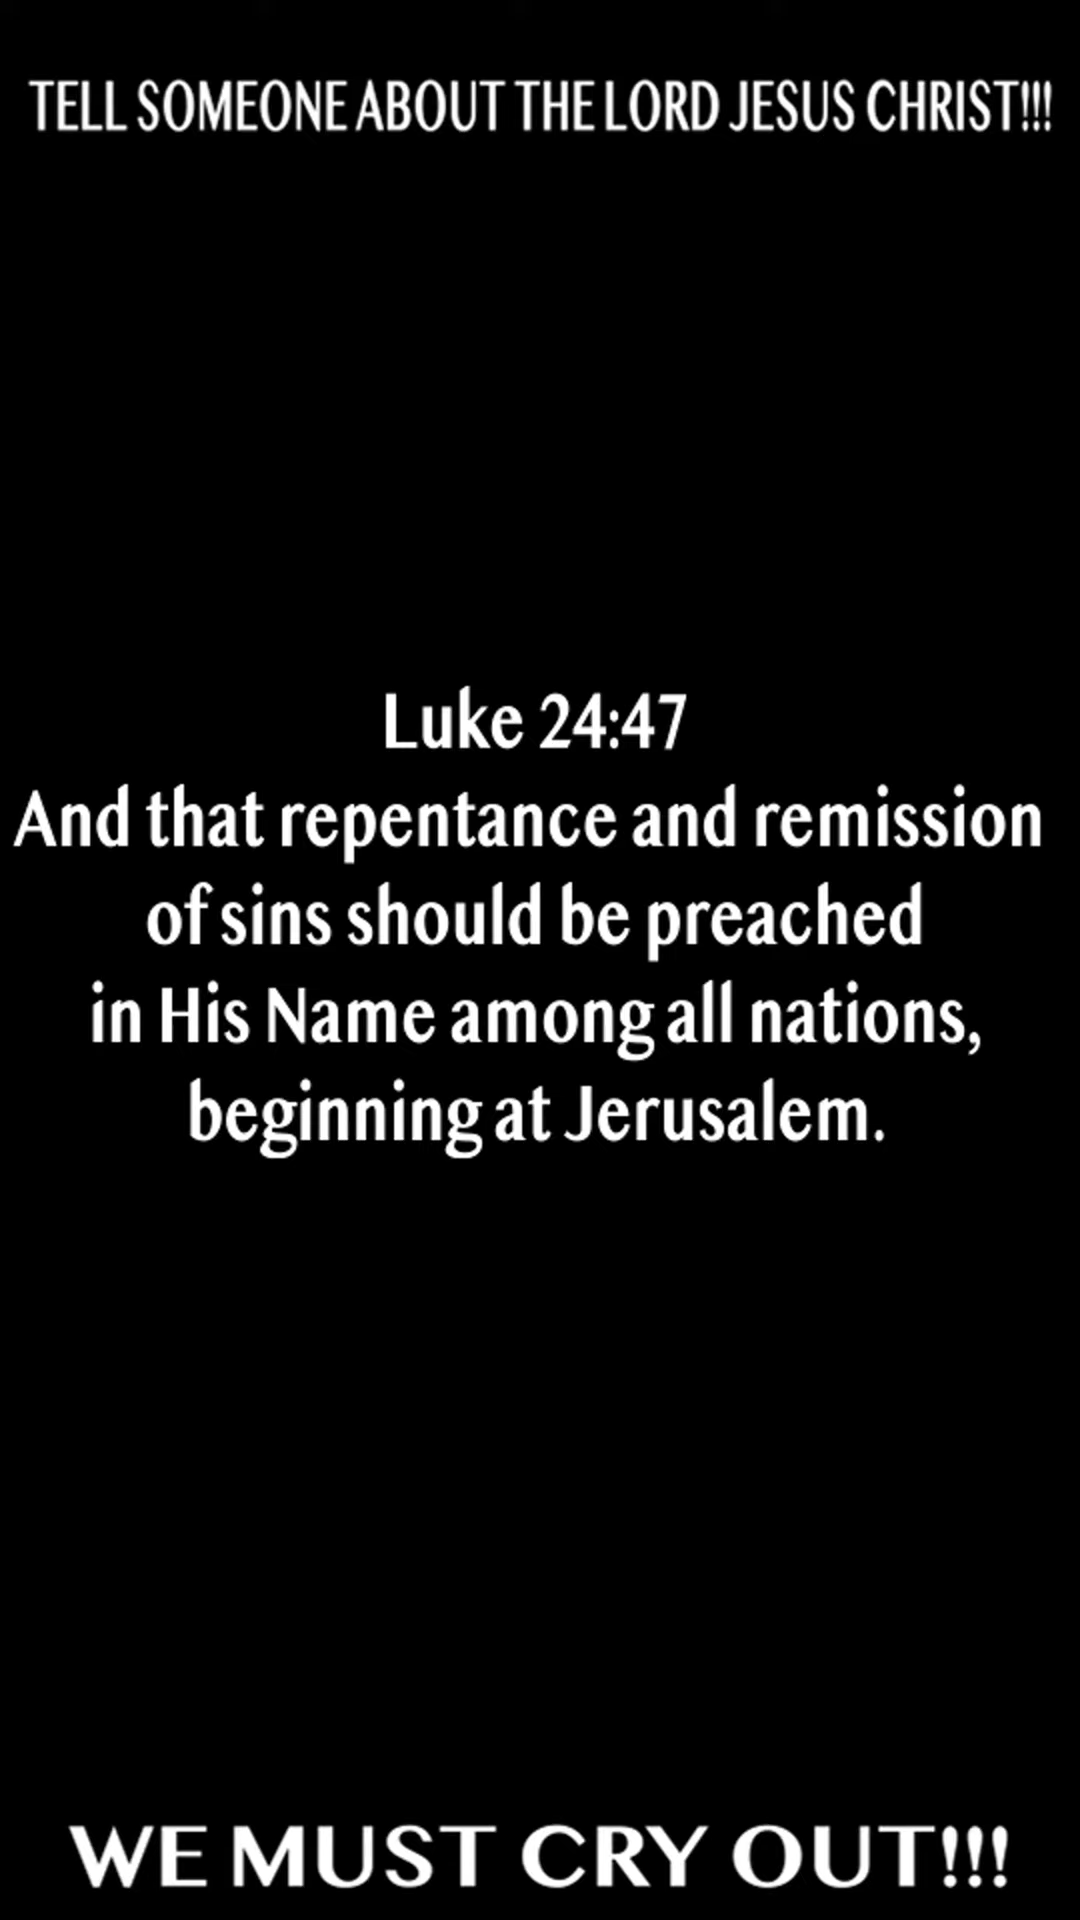 TELL SOMEONE ABOUT THE LORD JESUS CHRIST!!!
Luke 24:47
And that repentance and remission
of sins should be preached
in His Name among all nations,
beginning at Jerusalem.
WE MUST CRY OUT!!!